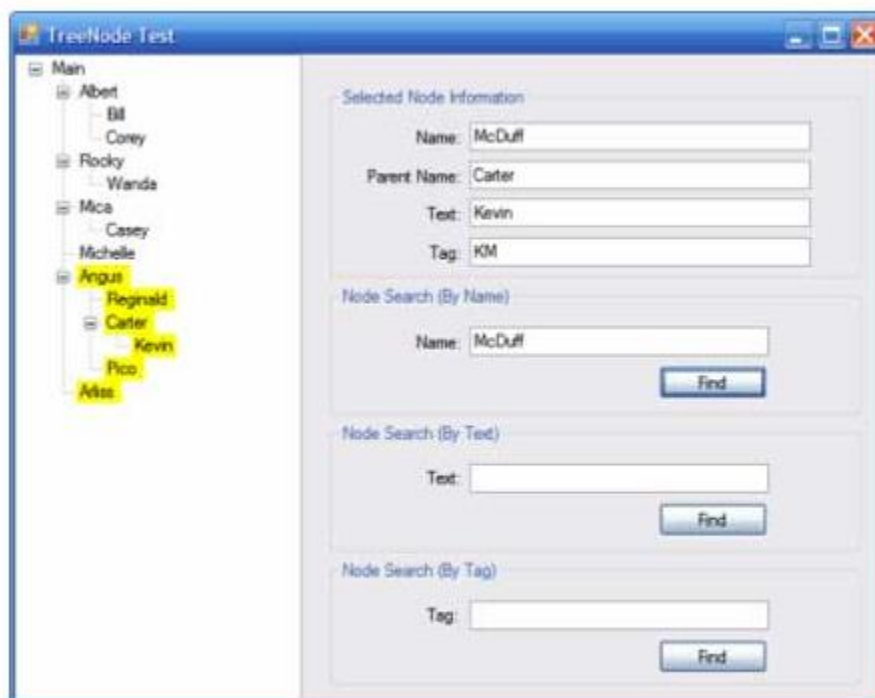 TreeNode Test
Main
Albert
Bill
Corey
Rocky
Wanda
Mica
Casey
Michelle
Angus
Reginald
Carter
Kevin
Pico
Arliss
Selected Node Information
Name: McDuff
Parent Name: Carter
Text: Kevin
Tag: KM
Node Search (By Name)
Name: McDuff
Find
Node Search (By Text)
Text:
Find
Node Search (By Tag)
Tag:
Find